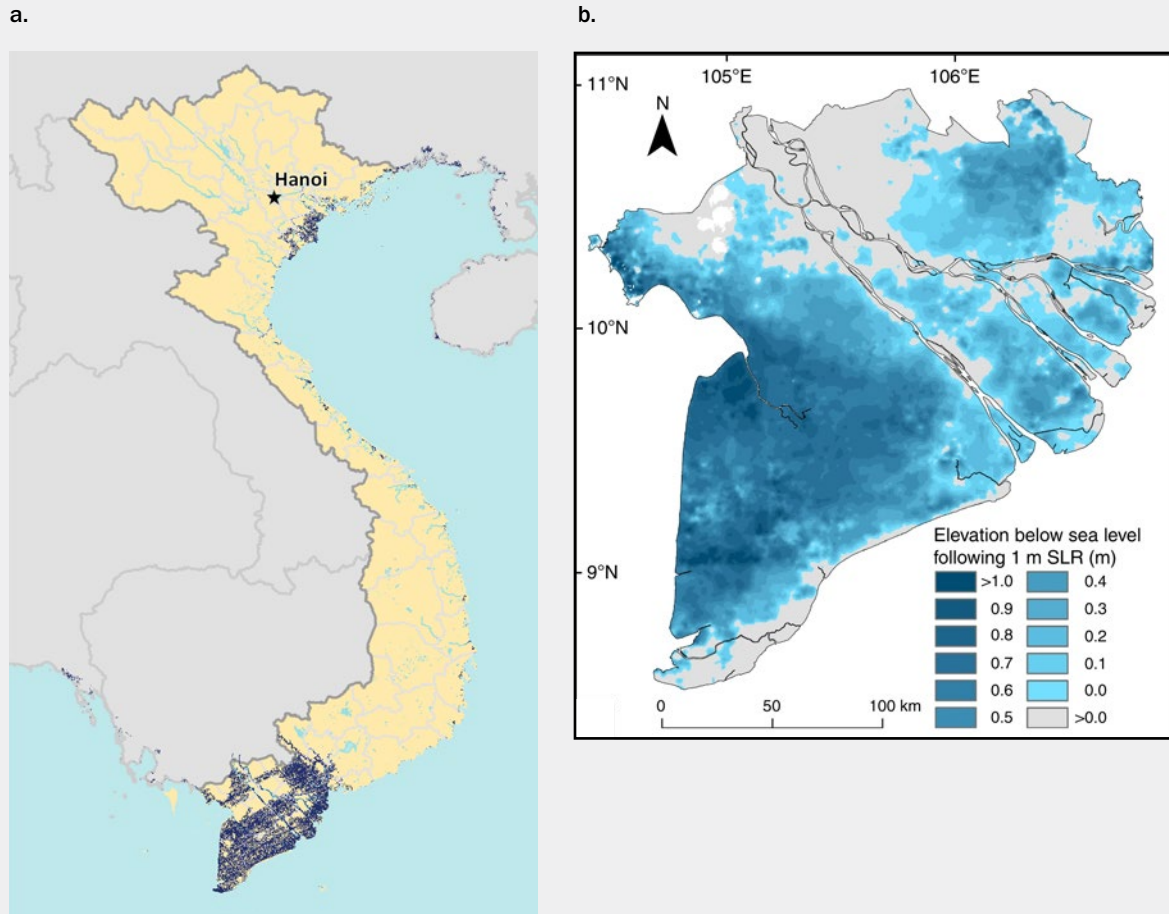 a.
b.
Hanoi
105°E
106°E
11°N
N
10°N
9°N
Elevation below sea level
following 1 m SLR (m)
>1.0 0.4
0.9 0.3
0.8 0.2
0.7 0.1
0.6 0.0
0.5 >0.0
0 50 100 km